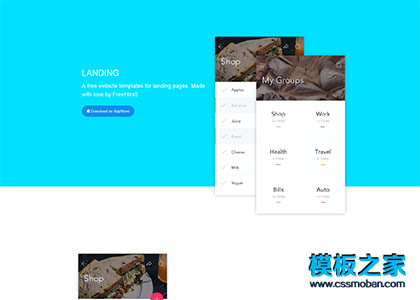 LANDING
A free website templates for landing pages. Made
with love by FreeHtml5
Download on AppStore
Shop
Apples
Bananas
Juice
Bread
Cheese
Milk
Yogurt
My Groups
Shop
Work
Health
Travel
Bills
Auto
Shop
模板之家
www.cssmoban.com